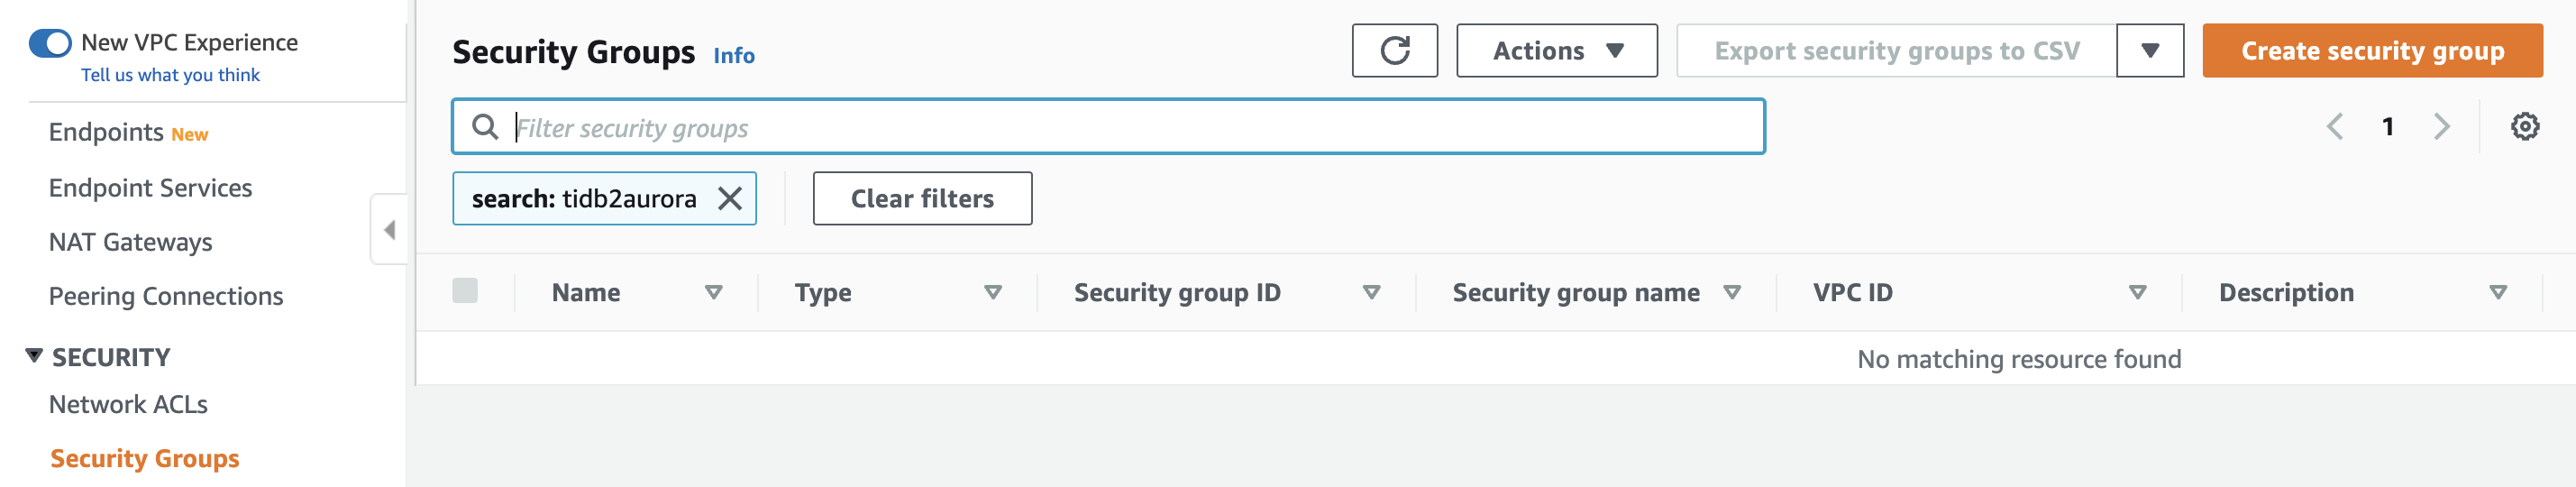 New VPC Experience
Tell us what you think
Endpoints New
Endpoint Services
NAT Gateways
Peering Connections
SECURITY
Network ACLs
Security Groups
Security Groups Info
Actions
Export security groups to CSV
Create security group
Filter security groups
1
search: tidb2aurora
Clear filters
Name Type Security group ID Security group name VPC ID Description
No matching resource found